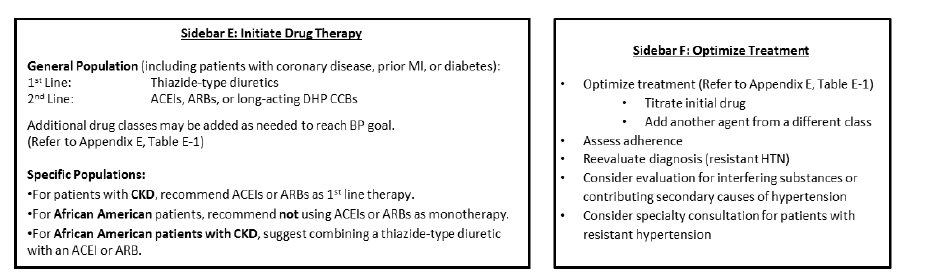 Sidebar E: Initiate Drug Therapy
General Population (including patients with coronary disease, prior MI, or diabetes):
1st Line: Thiazide-type diuretics
2nd Line: ACEIs, ARBs, or long-acting DHP CCBs
Additional drug classes may be added as needed to reach BP goal.
(Refer to Appendix E, Table E-1)
Specific Populations:
•For patients with CKD, recommend ACEIs or ARBs as 1st line therapy.
•For African American patients, recommend not using ACEIs or ARBs as monotherapy.
•For African American patients with CKD, suggest combining a thiazide-type diuretic
with an ACEI or ARB.
Sidebar F: Optimize Treatment
• Optimize treatment (Refer to Appendix E, Table E-1)
• Titrate initial drug
• Add another agent from a different class
• Assess adherence
• Reevaluate diagnosis (resistant HTN)
• Consider evaluation for interfering substances or
contributing secondary causes of hypertension
• Consider specialty consultation for patients with
resistant hypertension